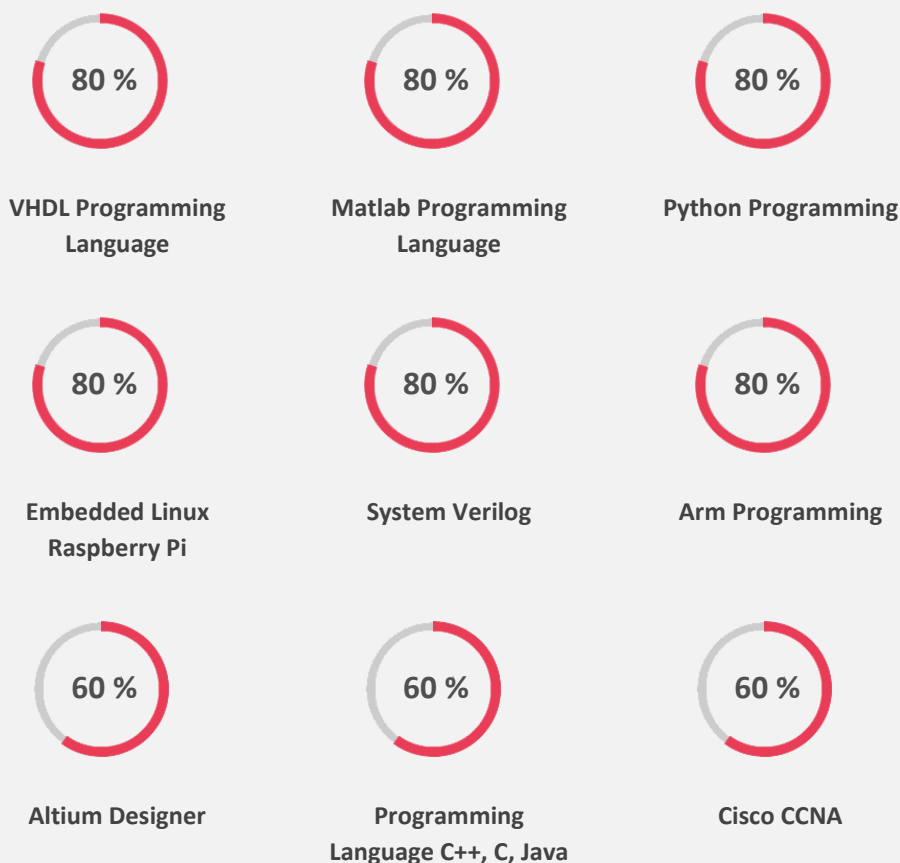 80 %
80 %
80 %
VHDL Programming
Language
Matlab Programming
Language
Python Programming
80 %
80 %
80 %
Embedded Linux
Raspberry Pi
System Verilog
Arm Programming
60 %
60 %
60 %
Altium Designer
Programming
Language C++, C, Java
Cisco CCNA